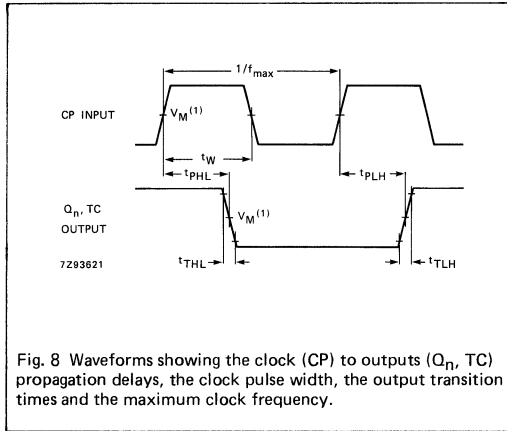 1/fmax
CP INPUT
VM(1)
tW
tPHL
tPLH
Qn, TC
OUTPUT
VM(1)
7Z93621
tTHL
tTLH
Fig. 8 Waveforms showing the clock (CP) to outputs (Qn, TC)
propagation delays, the clock pulse width, the output transition
times and the maximum clock frequency.